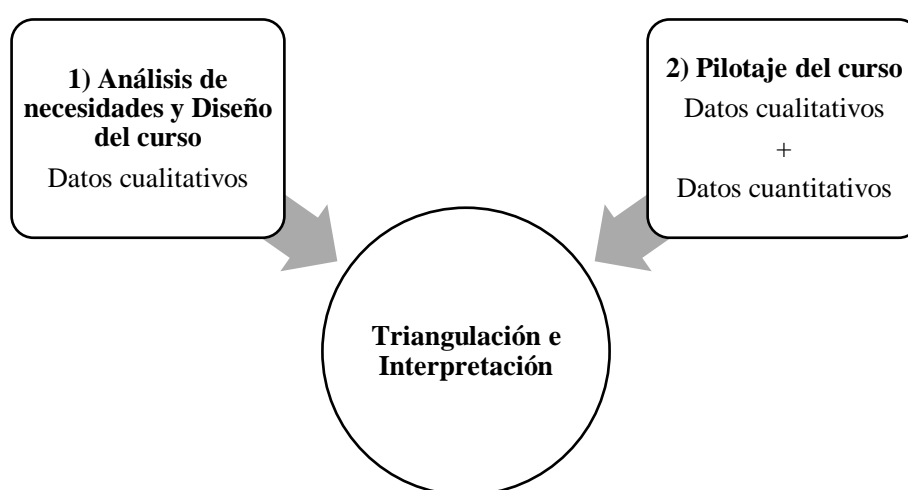 1) Análisis de
necesidades y Diseño
del curso
Datos cualitativos
2) Pilotaje del curso
Datos cualitativos
+
Datos cuantitativos
Triangulación e
Interpretación